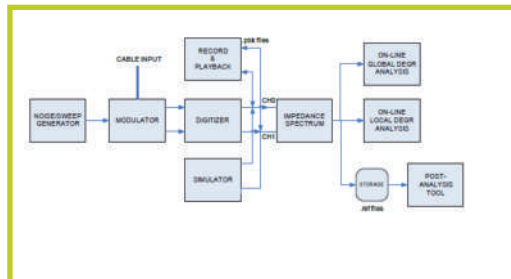 .pbk files
RECORD
&
PLAYBACK
CABLE INPUT
ON-LINE
GLOBAL DEGR
ANALYSIS
NOISE/SWEEP
GENERATOR
MODULATOR
DIGITIZER
CH0
CH1
IMPEDANCE
SPECTRUM
ON-LINE
LOCAL DEGR
ANALYSIS
SIMULATOR
STORAGE
.ref files
POST-
ANALYSIS
TOOL